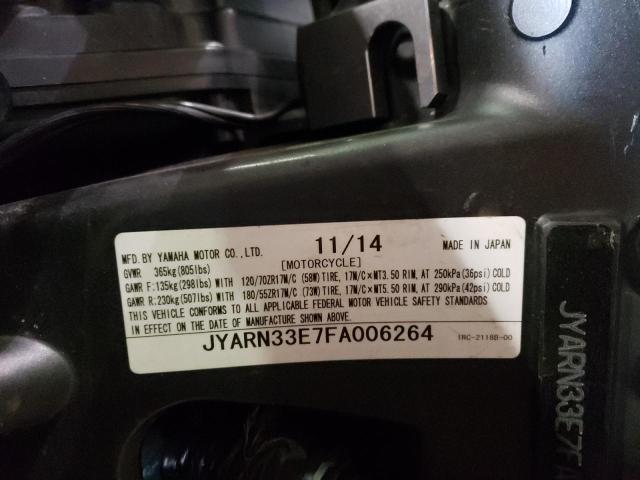 MFD. BY YAMAHA MOTOR CO.,LTD. 11/14 MADE IN JAPAN
GVWR 365kg(805lbs) [MOTORCYCLE]
GAWR F:135kg(298lbs)WITH 120/70ZR17M/C (58W)TIRE, 17M/C×MT3.50 RIM, AT 250kPa(36psi)COLD
GAWR R:230kg(507lbs)WITH 180/55ZR17M/C (73W)TIRE, 17M/C×MT5.50 RIM, AT 290kPa(42psi)COLD
THIS VEHICLE CONFORMS TO ALL APPLICABLE FEDERAL MOTOR VEHICLE SAFETY STANDARDS
IN EFFECT ON THE DATE OF MANUFACTURE SHOWN ABOVE.
JYARN33E7FA006264 1RC-2118B-00
JYARN33E7FA